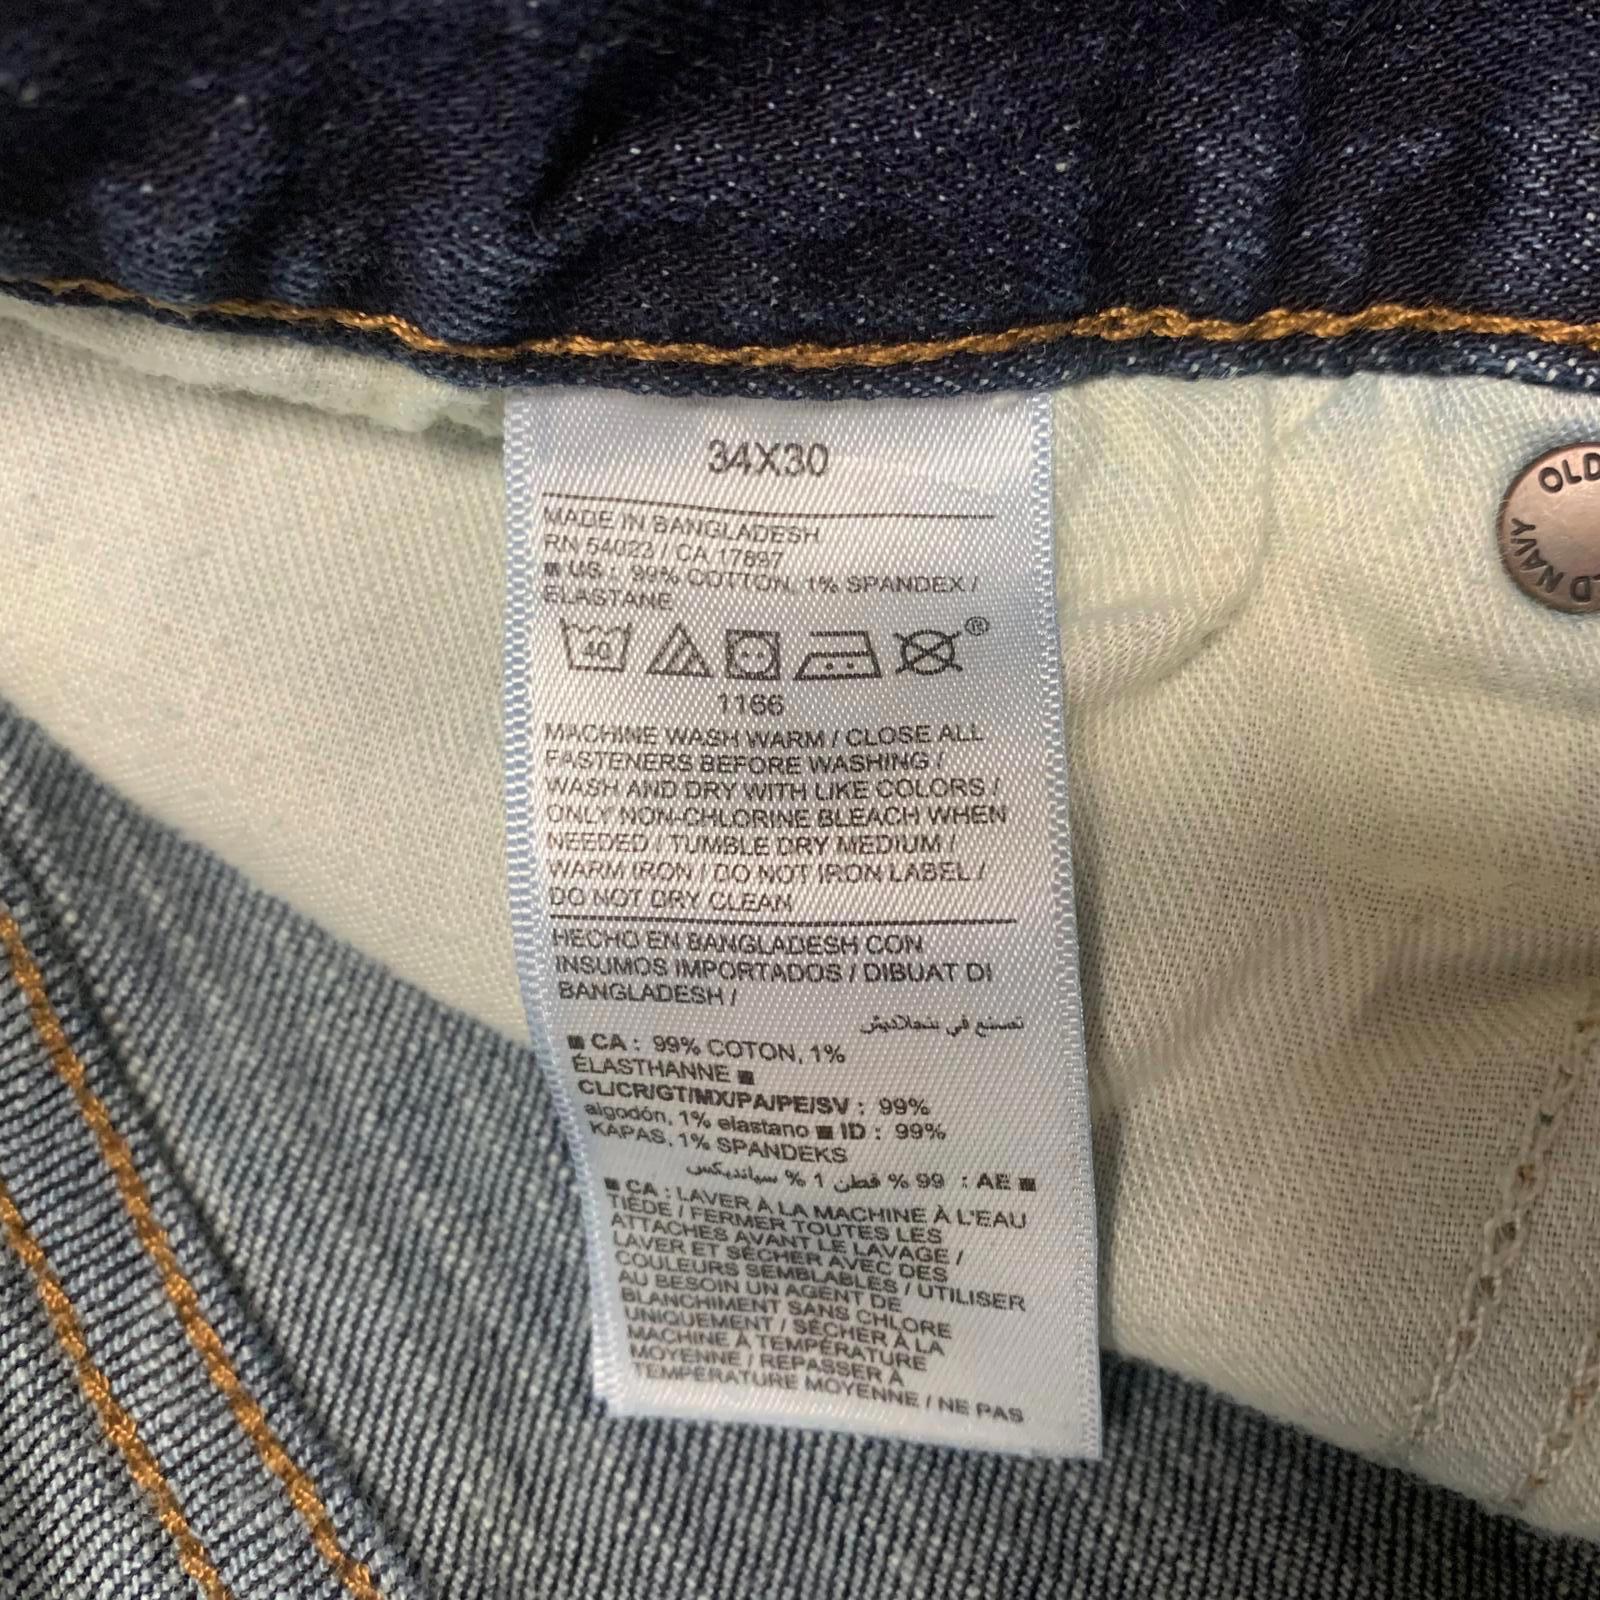 34X30
MADE IN BANGLADESH
RN 54023 / CA 17897
■ US : 99% COTTON, 1% SPANDEX /
ELASTANE
40
®
1166
MACHINE WASH WARM / CLOSE ALL
FASTENERS BEFORE WASHING /
WASH AND DRY WITH LIKE COLORS /
ONLY NON-CHLORINE BLEACH WHEN
NEEDED / TUMBLE DRY MEDIUM /
WARM IRON / DO NOT IRON LABEL /
DO NOT DRY CLEAN
HECHO EN BANGLADESH CON
INSUMOS IMPORTADOS / DIBUAT DI
BANGLADESH /
تصنع في بنجلاديش
■ CA : 99% COTON, 1%
ÉLASTHANNE ■
CL/CR/GT/MX/PA/PE/SV : 99%
algodón, 1% elastano ■ ID : 99%
KAPAS, 1% SPANDEKS
■ AE : 99 % قطن 1 % سباندیکس
■ CA : LAVER À LA MACHINE À L'EAU
TIÈDE / FERMER TOUTES LES
ATTACHES AVANT LE LAVAGE /
LAVER ET SÉCHER AVEC DES
COULEURS SEMBLABLES / UTILISER
AU BESOIN UN AGENT DE
BLANCHIMENT SANS CHLORE
UNIQUEMENT / SÉCHER À LA
MACHINE À TEMPÉRATURE
MOYENNE / REPASSER À
TEMPÉRATURE MOYENNE / NE PAS
OLD
OLD NAVY